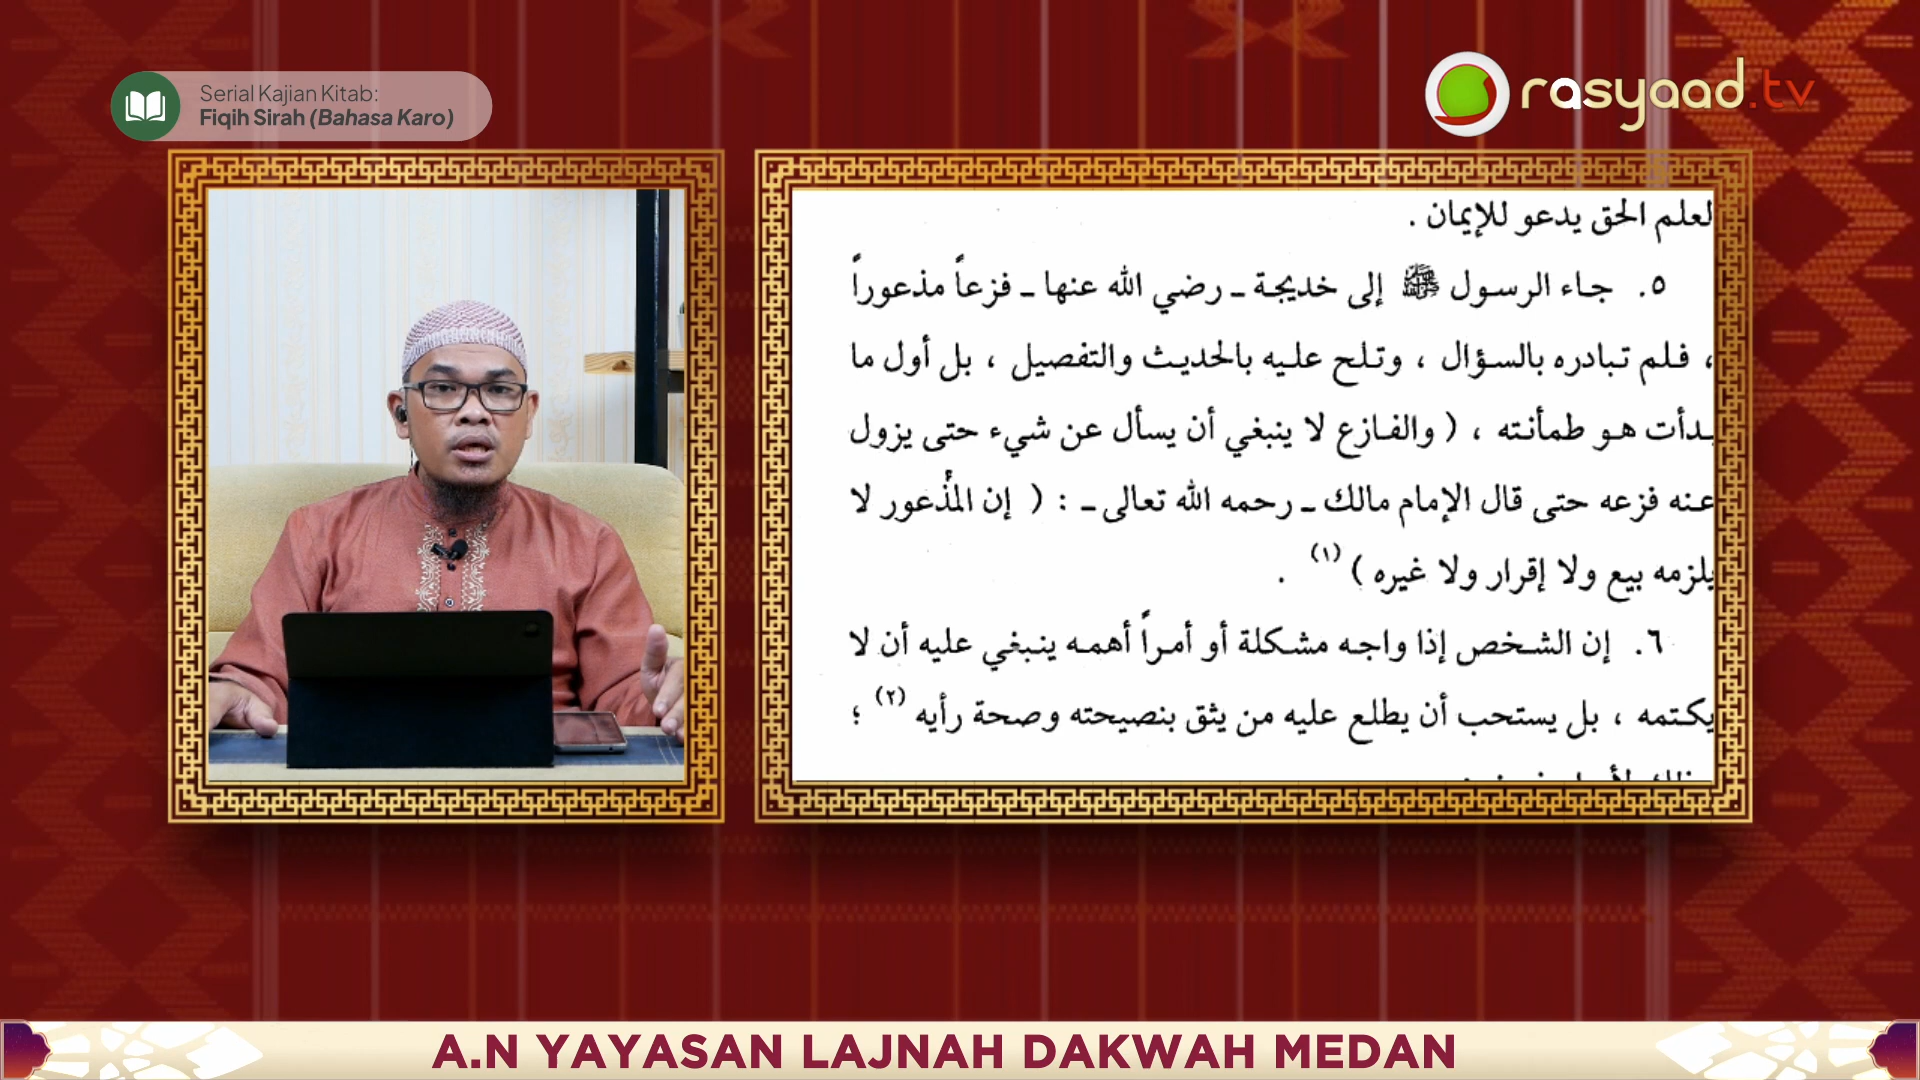 Serial Kajian Kitab:
Fiqih Sirah (Bahasa Karo)
rasyaad.tv
لعلم الحق يدعو للإيمان .
٥. جاء الرسول ﷺ إلى خديجة ـ رضي الله عنها ـ فزعاً مذعوراً
، فلم تبادره بالسؤال ، وتلح عليه بالحديث والتفصيل ، بل أول ما
بدأت هو طمأنته ، ( والفازع لا ينبغي أن يسأل عن شيء حتى يزول
عنه فزعه حتى قال الإمام مالك ـ رحمه الله تعالى ـ : ( إن المذْعور لا
يلزمه بيع ولا إقرار ولا غيره ) (١) .
٦. إن الشخص إذا واجه مشكلة أو أمراً أهمه ينبغي عليه أن لا
يكتمه ، بل يستحب أن يطلع عليه من يثق بنصيحته وصحة رأيه (٢) ؛
A.N YAYASAN LAJNAH DAKWAH MEDAN